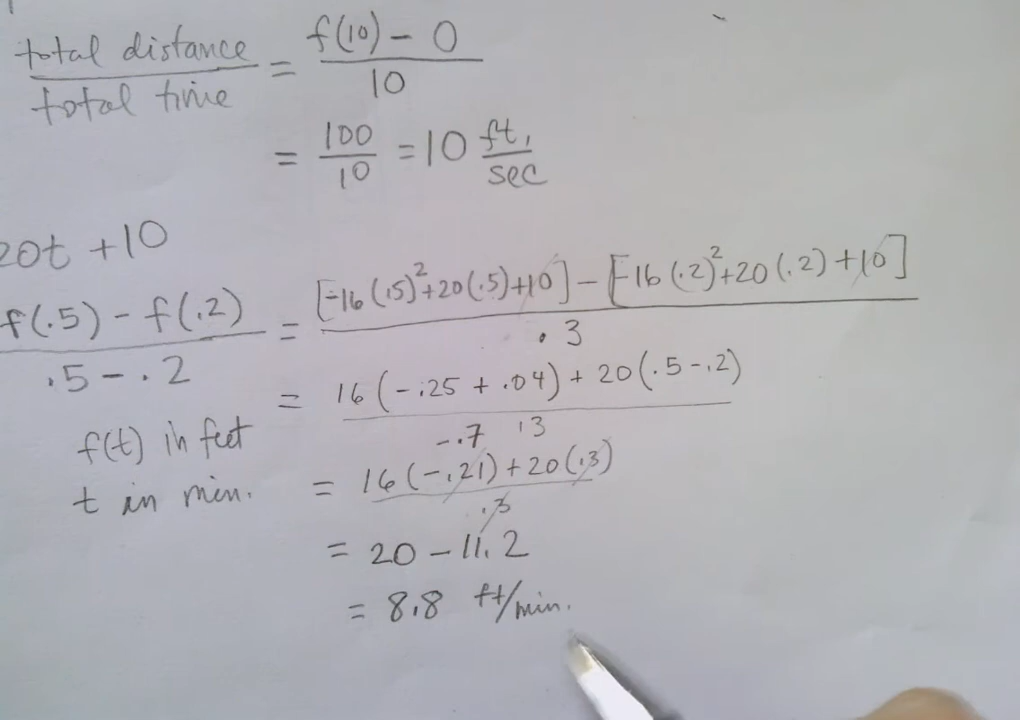 total distance / total time = f(10) - 0 / 10
= 100/10 = 10 ft. / sec
20t + 10
f(.5) - f(.2) / .5 - .2 = [-16(.5)²+20(.5)+10] - [-16(.2)²+20(.2)+10] / .3
= 16(-.25 + .04) + 20(.5-.2) / .3
f(t) in feet
-.7
t in min.
= 16(-.21) + 20(.3) / .3
= 20 - 11.2
= 8.8 ft/min.